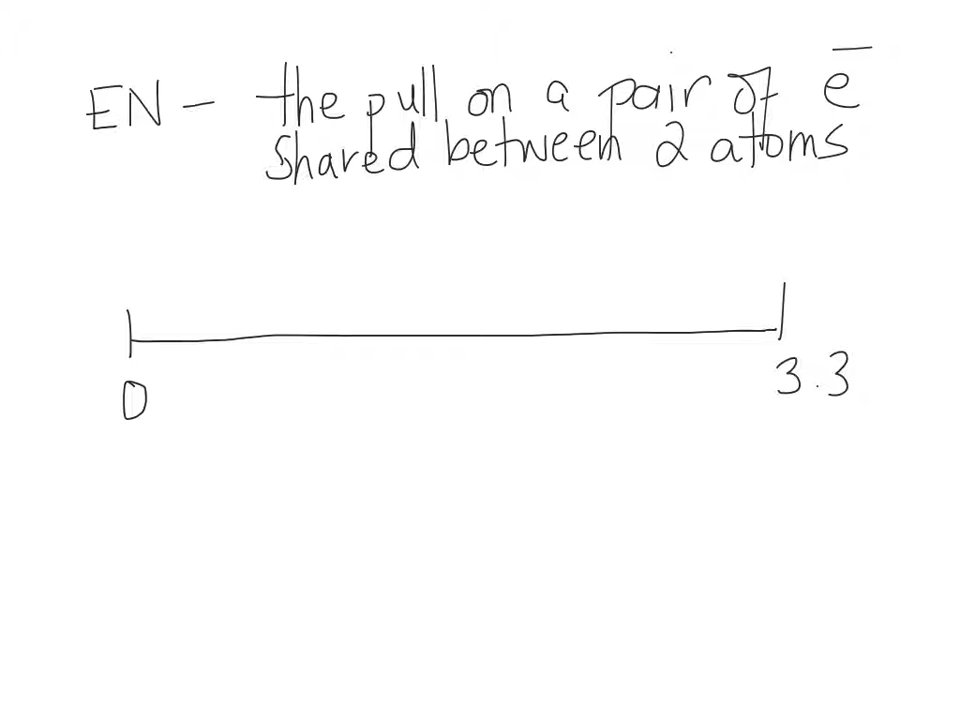 EN – the pull on a pair of e⁻
shared between 2 atoms
0 3.3